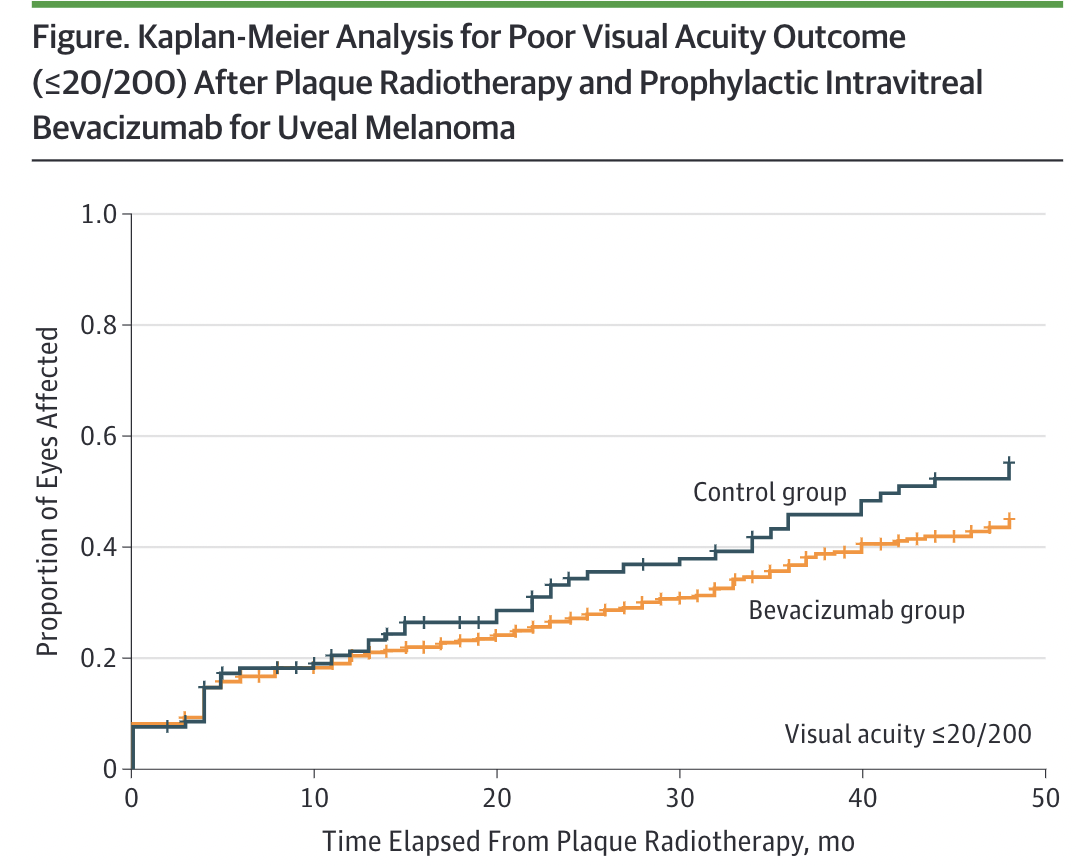 Figure. Kaplan-Meier Analysis for Poor Visual Acuity Outcome
(≤20/200) After Plaque Radiotherapy and Prophylactic Intravitreal
Bevacizumab for Uveal Melanoma
1.0
0.8
0.6
0.4
0.2
0
Proportion of Eyes Affected
Control group
Bevacizumab group
Visual acuity ≤20/200
0 10 20 30 40 50
Time Elapsed From Plaque Radiotherapy, mo